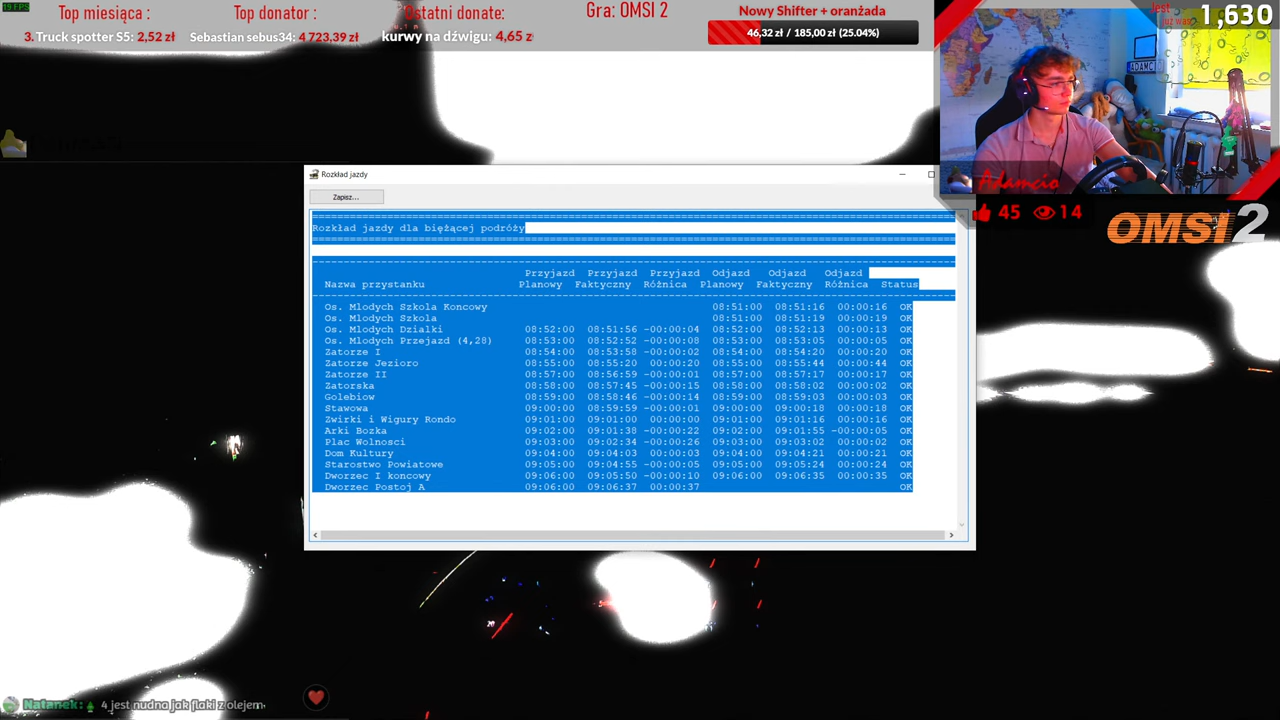 19 FPS
Top miesiąca :
3. Truck spotter S5: 2,52 zł
Top donator :
Sebastian sebus34: 4 723,39 zł
Ostatni donate:
kurwy na dźwigu: 4,65 z
Gra: OMSI 2
Nowy Shifter + oranżada
46,32 zł / 185,00 zł (25.04%)
Jest
już was
1,630
ADAMCIO
Adamcio
45 14
OMSI 2
Rozkład jazdy
Zapisz...
Rozkład jazdy dla bieżącej podróży
Przyjazd Przyjazd Przyjazd Odjazd Odjazd Odjazd
Nazwa przystanku Planowy Faktyczny Różnica Planowy Faktyczny Różnica Status
Os. Mlodych Szkola Koncowy 08:51:00 08:51:16 00:00:16 OK
Os. Mlodych Szkola 08:51:00 08:51:19 00:00:19 OK
Os. Mlodych Dzialki 08:52:00 08:51:56 -00:00:04 08:52:00 08:52:13 00:00:13 OK
Os. Mlodych Przejazd (4,28) 08:53:00 08:52:52 -00:00:08 08:53:00 08:53:05 00:00:05 OK
Zatorze I 08:54:00 08:53:58 -00:00:02 08:54:00 08:54:20 00:00:20 OK
Zatorze Jezioro 08:55:00 08:55:20 00:00:20 08:55:00 08:55:44 00:00:44 OK
Zatorze II 08:57:00 08:56:59 -00:00:01 08:57:00 08:57:17 00:00:17 OK
Zatorska 08:58:00 08:57:45 -00:00:15 08:58:00 08:58:02 00:00:02 OK
Golebiow 08:59:00 08:58:46 -00:00:14 08:59:00 08:59:03 00:00:03 OK
Stawowa 09:00:00 08:59:59 -00:00:01 09:00:00 09:00:18 00:00:18 OK
Zwirki i Wigury Rondo 09:01:00 09:01:00 00:00:00 09:01:00 09:01:16 00:00:16 OK
Arki Bozka 09:02:00 09:01:38 -00:00:22 09:02:00 09:01:55 -00:00:05 OK
Plac Wolnosci 09:03:00 09:02:34 -00:00:26 09:03:00 09:03:02 00:00:02 OK
Dom Kultury 09:04:00 09:04:03 00:00:03 09:04:00 09:04:21 00:00:21 OK
Starostwo Powiatowe 09:05:00 09:04:55 -00:00:05 09:05:00 09:05:24 00:00:24 OK
Dworzec I koncowy 09:06:00 09:05:50 -00:00:10 09:06:00 09:06:35 00:00:35 OK
Dworzec Postoj A 09:06:00 09:06:37 00:00:37 OK
Natanek: 4 jest nudna jak flaki z olejem